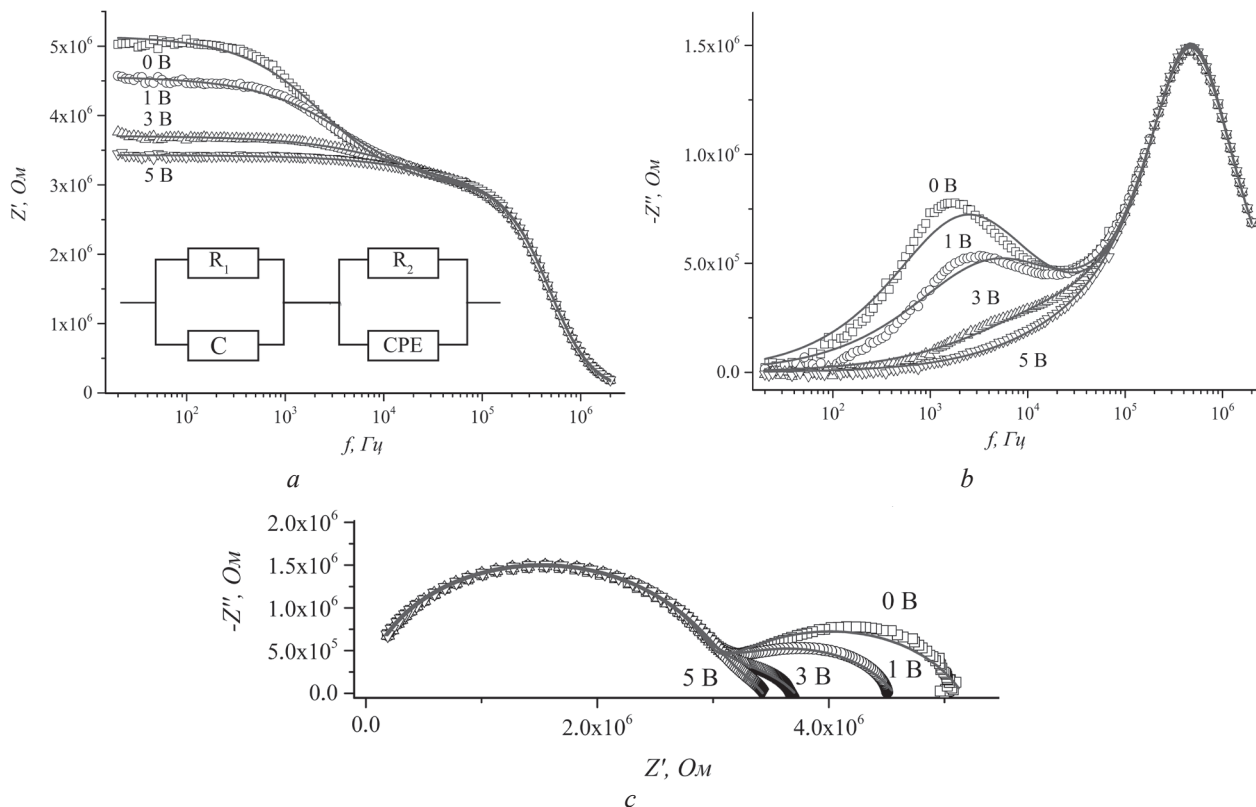 5x10⁶
4x10⁶
3x10⁶
2x10⁶
1x10⁶
0
Z', Ом
0 В
1 В
3 В
5 В
R₁
R₂
C
CPE
10² 10³ 10⁴ 10⁵ 10⁶
f, Гц
a
1.5x10⁶
1.0x10⁶
5.0x10⁵
0.0
-Z'', Ом
0 В
1 В
3 В
5 В
10² 10³ 10⁴ 10⁵ 10⁶
f, Гц
b
2.0x10⁶
1.5x10⁶
1.0x10⁶
5.0x10⁵
0.0
-Z'', Ом
0 В
5 В 3 В 1 В
0.0 2.0x10⁶ 4.0x10⁶
Z', Ом
c